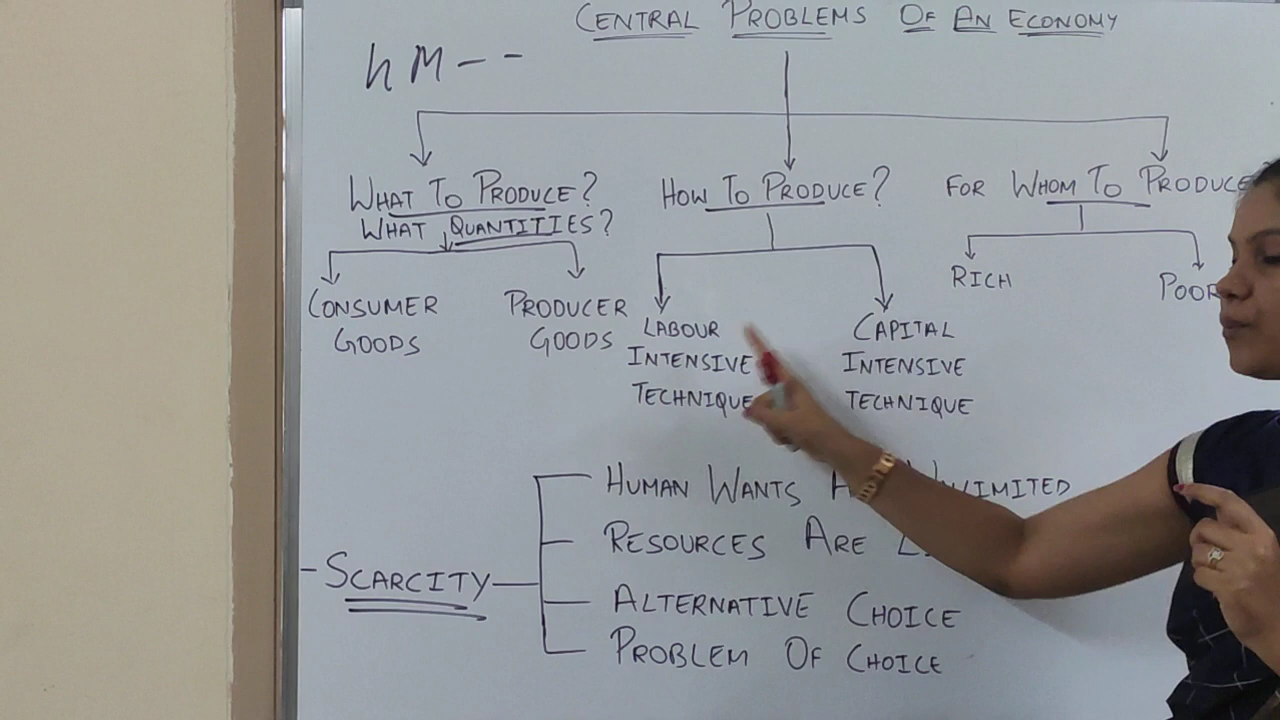 CENTRAL PROBLEMS OF AN ECONOMY
hM--
WHAT TO PRODUCE?
WHAT QUANTITIES?
HOW TO PRODUCE?
FOR WHOM TO PRODUCE
CONSUMER
GOODS
PRODUCER
GOODS
LABOUR
INTENSIVE
TECHNIQUE
CAPITAL
INTENSIVE
TECHNIQUE
RICH
POOR
HUMAN WANTS
RESOURCES ARE
-SCARCITY
ALTERNATIVE CHOICE
PROBLEM OF CHOICE